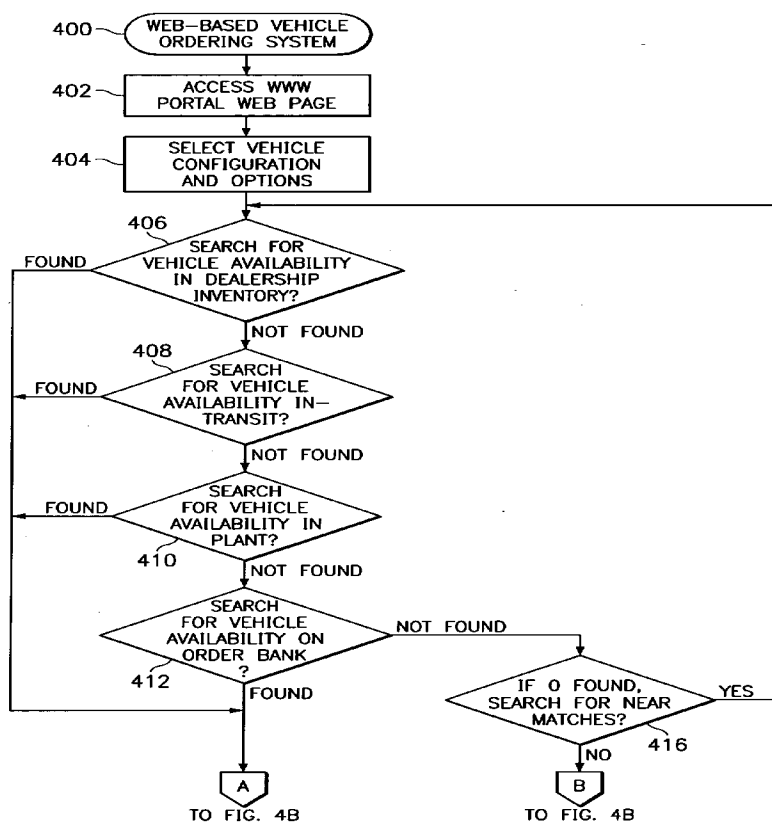 400
WEB-BASED VEHICLE
ORDERING SYSTEM
402
ACCESS WWW
PORTAL WEB PAGE
404
SELECT VEHICLE
CONFIGURATION
AND OPTIONS
406
FOUND
SEARCH FOR
VEHICLE AVAILABILITY
IN DEALERSHIP
INVENTORY?
NOT FOUND
408
FOUND
SEARCH
FOR VEHICLE
AVAILABILITY IN-
TRANSIT?
NOT FOUND
FOUND
SEARCH
FOR VEHICLE
AVAILABILITY IN
PLANT?
410
NOT FOUND
SEARCH
FOR VEHICLE
AVAILABILITY ON
ORDER BANK
?
412
NOT FOUND
FOUND
IF 0 FOUND,
SEARCH FOR NEAR
MATCHES?
YES
416
NO
A
TO FIG. 4B
B
TO FIG. 4B